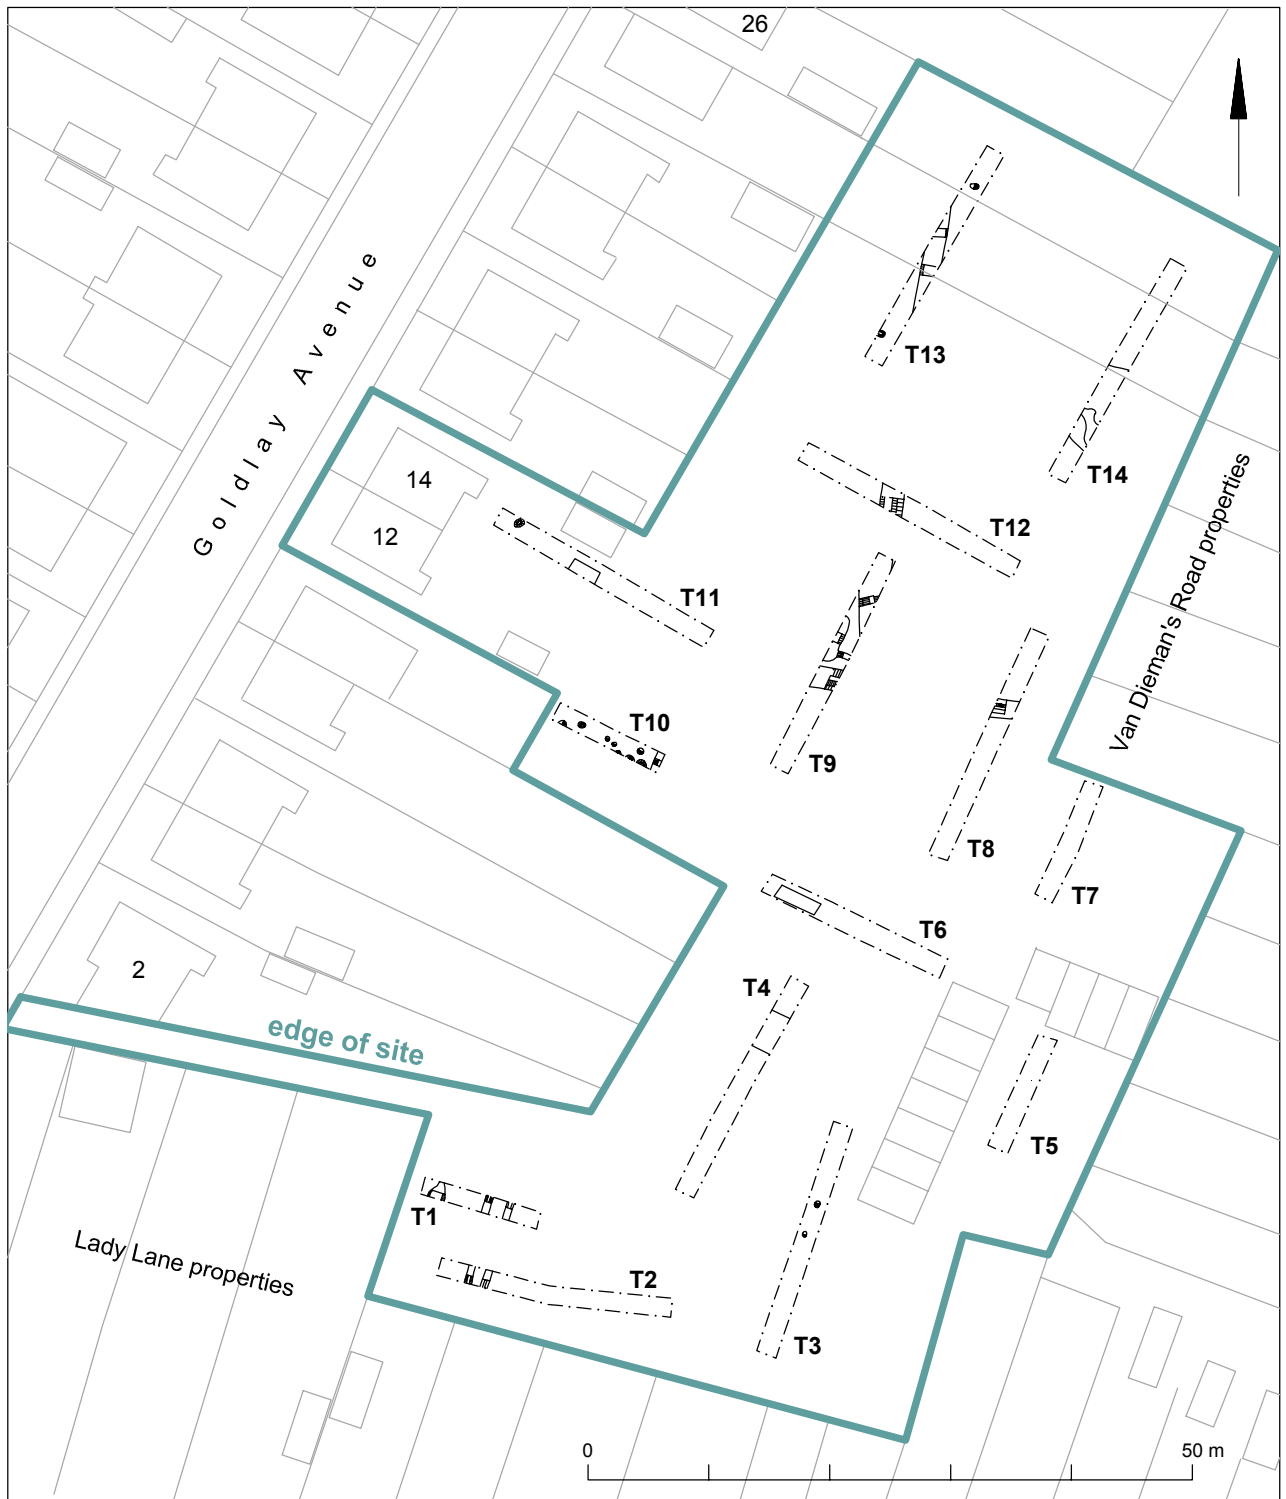 26
Goldlay Avenue
T13
T14
14
12
T12
T11
Van Dieman's Road properties
T10
T9
T8
T7
T6
2
T4
edge of site
T5
T1
Lady Lane properties
T2
T3
0
50 m